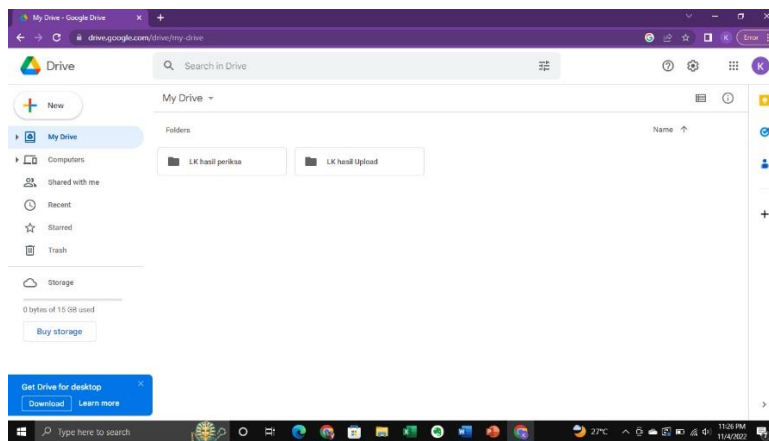 My Drive - Google Drive
drive.google.com/drive/my-drive
K
Error
Drive
Search in Drive
K
New
My Drive
Folders
Name
My Drive
LK hasil periksa
LK hasil Upload
Computers
Shared with me
Recent
Starred
Trash
Storage
0 bytes of 15 GB used
Buy storage
Get Drive for desktop
Download Learn more
Type here to search
27°C
11:26 PM
11/4/2022